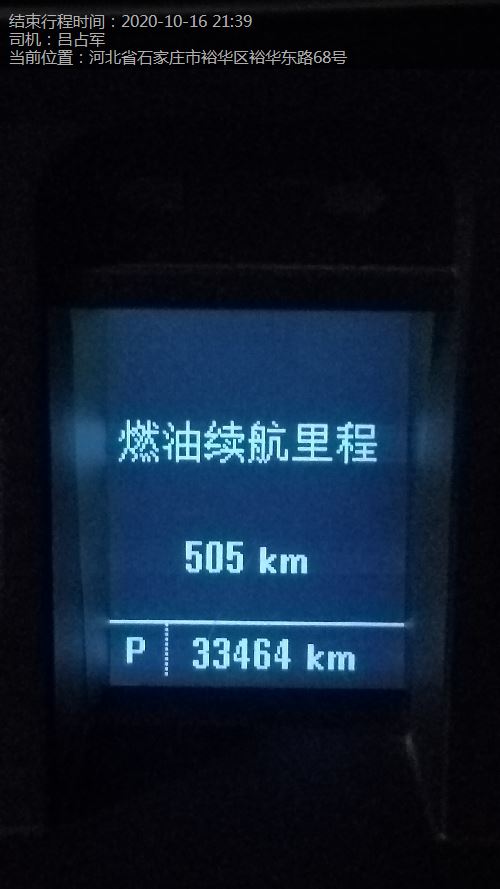 结束行程时间：2020-10-16 21:39
司机：吕占军
当前位置：河北省石家庄市裕华区裕华东路68号
燃油续航里程
505 km
P 33464 km